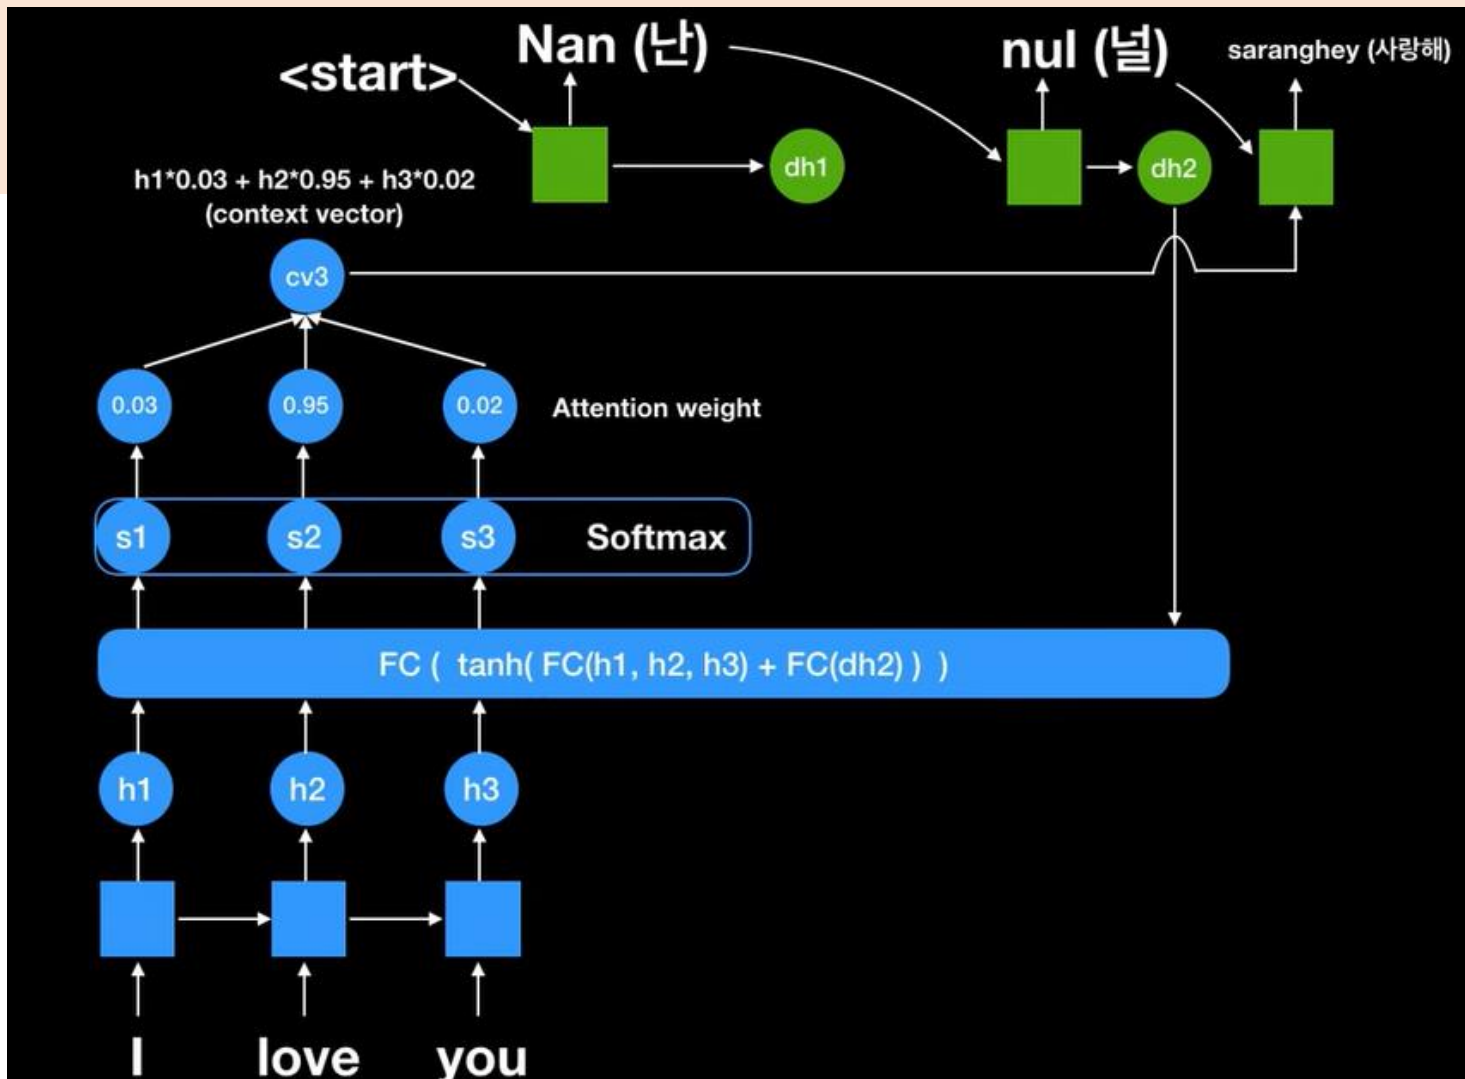 <start>
Nan (난)
nul (널)
saranghey (사랑해)
dh1
dh2
h1*0.03 + h2*0.95 + h3*0.02
(context vector)
cv3
0.03
0.95
0.02
Attention weight
s1
s2
s3
Softmax
FC ( tanh( FC(h1, h2, h3) + FC(dh2) ) )
h1
h2
h3
I
love
you